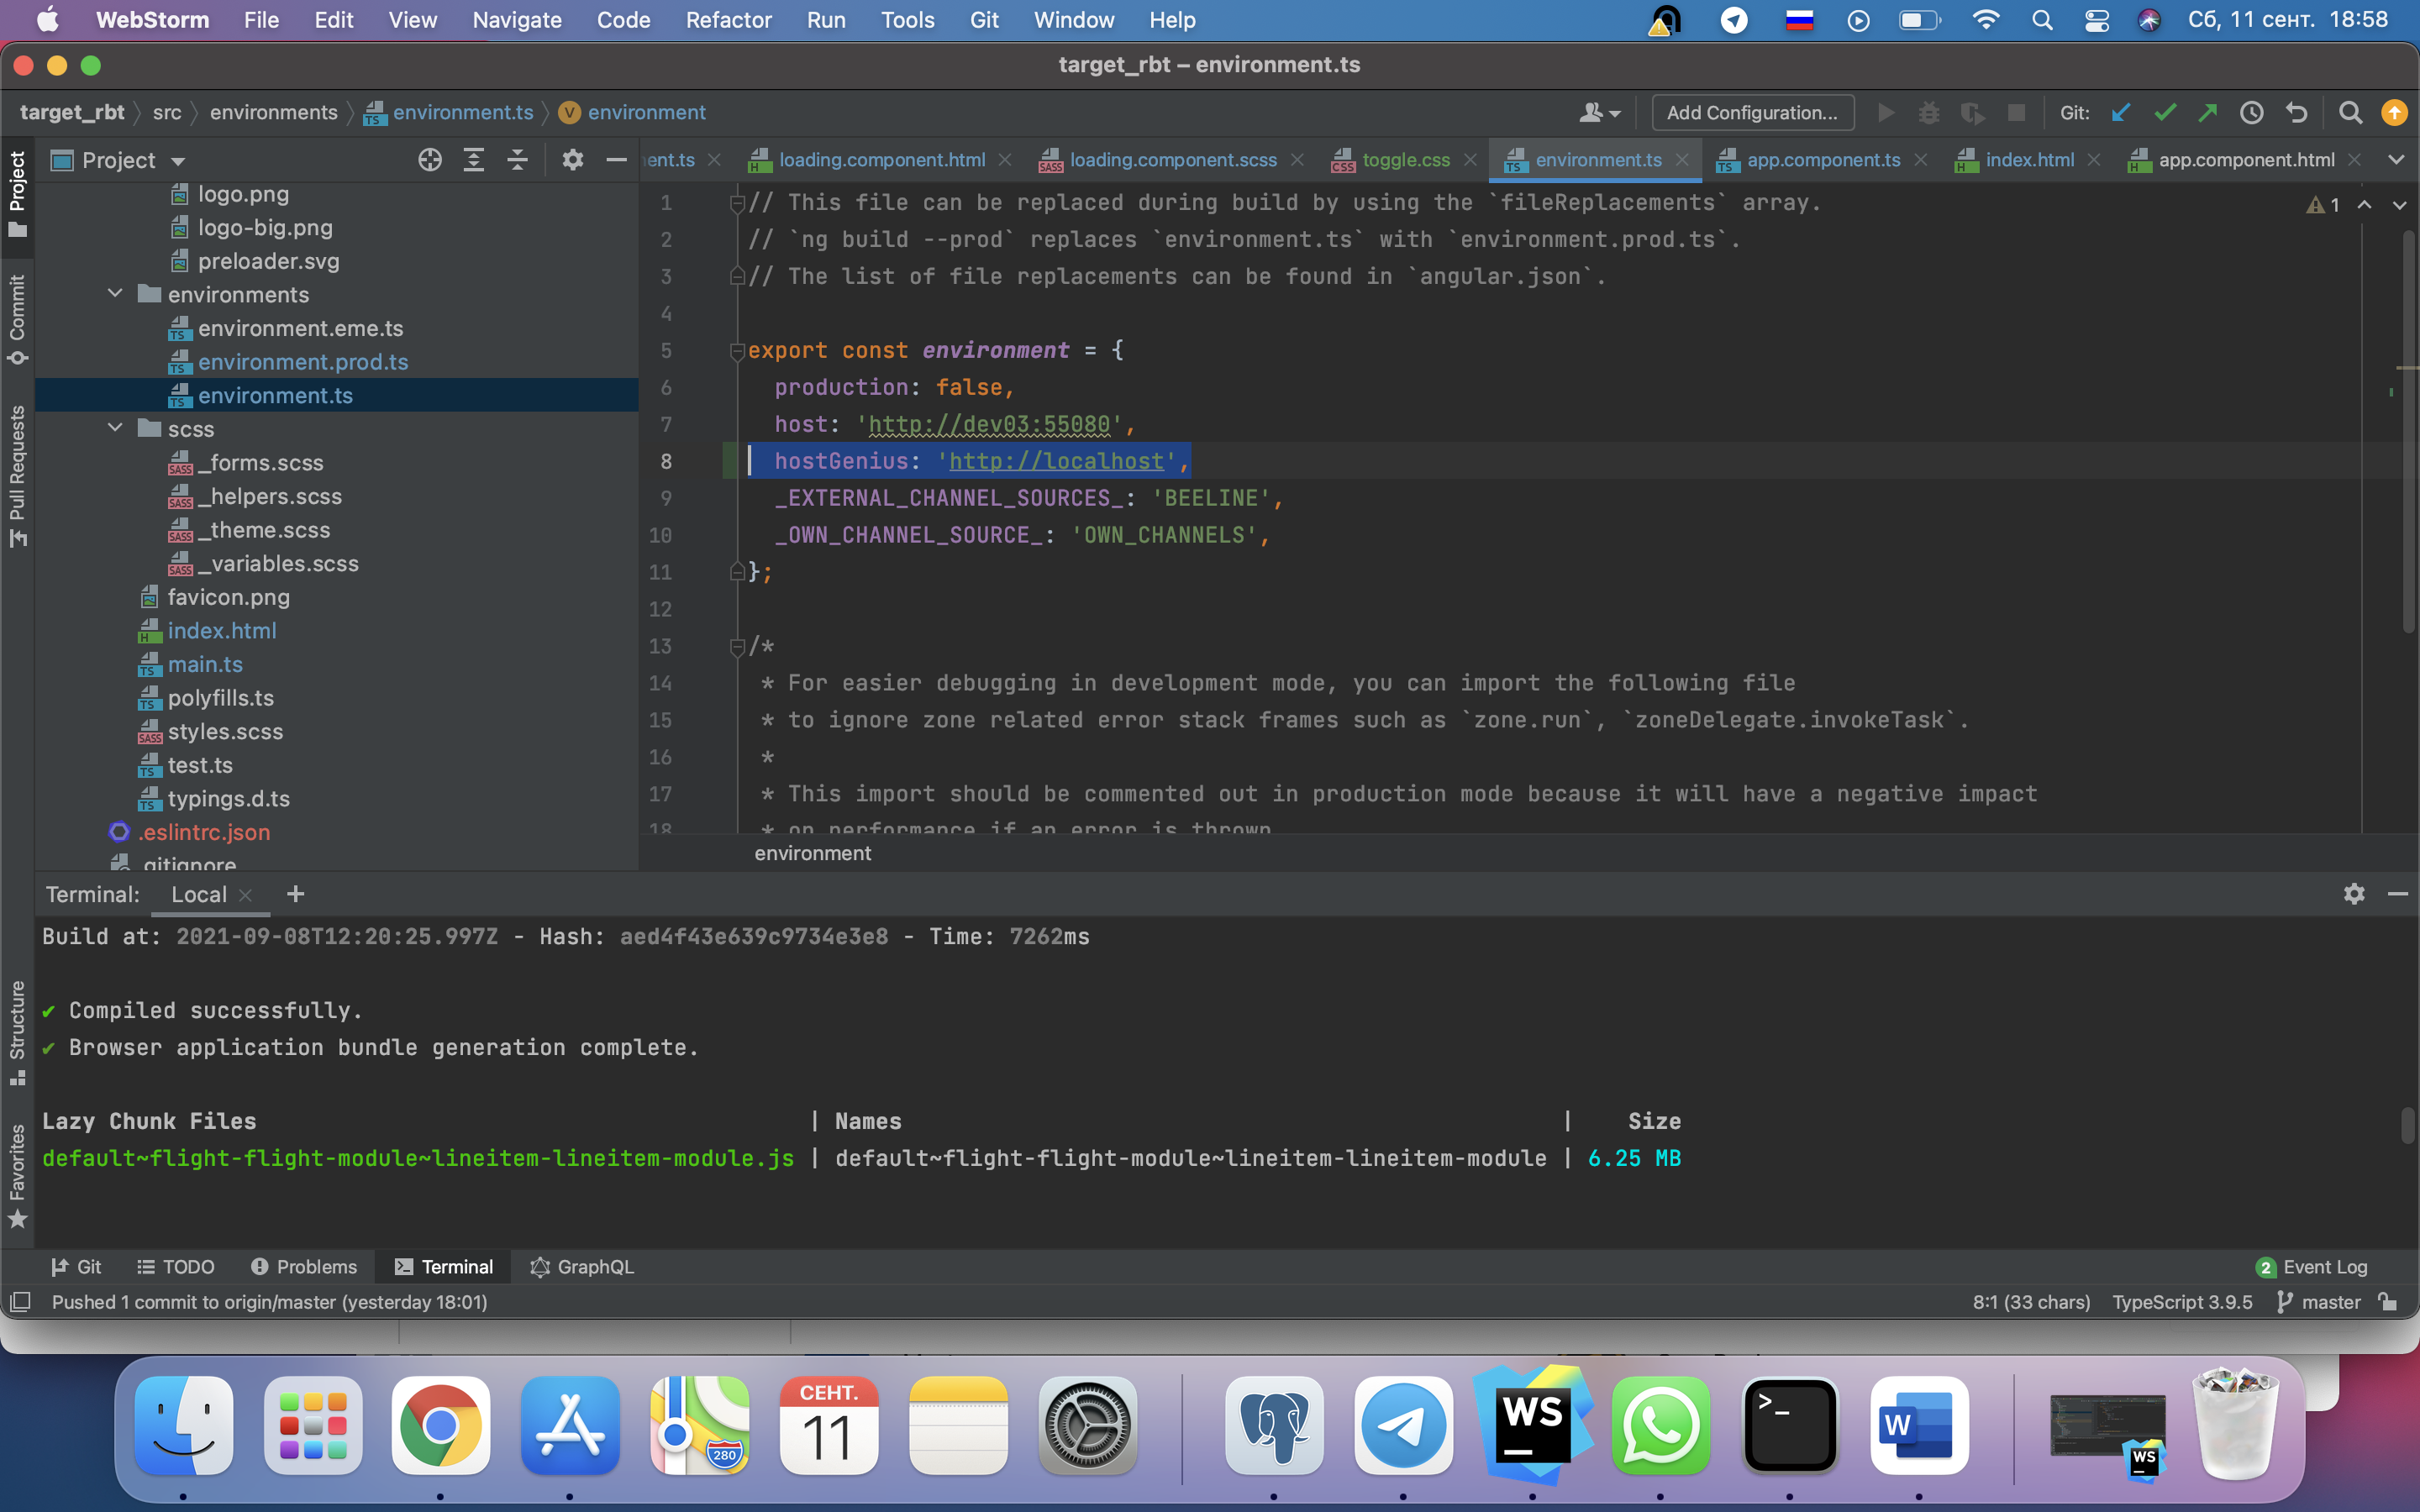 WebStorm File Edit View Navigate Code Refactor Run Tools Git Window Help Сб, 11 сент. 18:58
target_rbt – environment.ts
target_rbt src environments environment.ts environment Add Configuration... Git:
Project ent.ts loading.component.html loading.component.scss toggle.css environment.ts app.component.ts index.html app.component.html
Project
Commit
Pull Requests
Structure
Favorites
logo.png
logo-big.png
preloader.svg
environments
environment.eme.ts
environment.prod.ts
environment.ts
scss
_forms.scss
_helpers.scss
_theme.scss
_variables.scss
favicon.png
index.html
main.ts
polyfills.ts
styles.scss
test.ts
typings.d.ts
.eslintrc.json
.gitignore
1 // This file can be replaced during build by using the `fileReplacements` array.
2 // `ng build --prod` replaces `environment.ts` with `environment.prod.ts`.
3 // The list of file replacements can be found in `angular.json`.
4
5 export const environment = {
6 production: false,
7 host: 'http://dev03:55080',
8 hostGenius: 'http://localhost',
9 _EXTERNAL_CHANNEL_SOURCES_: 'BEELINE',
10 _OWN_CHANNEL_SOURCE_: 'OWN_CHANNELS',
11 };
12
13 /*
14 * For easier debugging in development mode, you can import the following file
15 * to ignore zone related error stack frames such as `zone.run`, `zoneDelegate.invokeTask`.
16 *
17 * This import should be commented out in production mode because it will have a negative impact
18 * on performance if an error is thrown
1
environment
Terminal: Local +
Build at: 2021-09-08T12:20:25.997Z - Hash: aed4f43e639c9734e3e8 - Time: 7262ms
✔ Compiled successfully.
✔ Browser application bundle generation complete.
Lazy Chunk Files | Names | Size
default~flight-flight-module~lineitem-lineitem-module.js | default~flight-flight-module~lineitem-lineitem-module | 6.25 MB
Git TODO Problems Terminal GraphQL 2 Event Log
Pushed 1 commit to origin/master (yesterday 18:01) 8:1 (33 chars) TypeScript 3.9.5 master
СЕНТ.
11
280
WS
W
WS